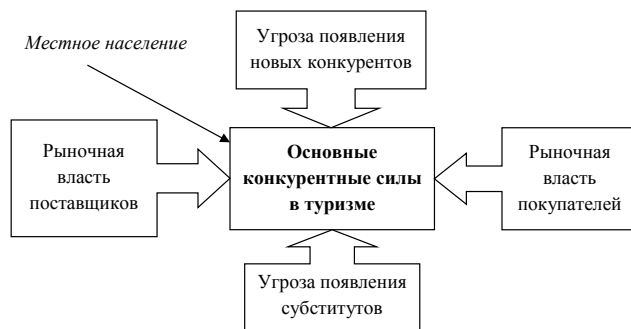 Местное население
Угроза появления
новых конкурентов
Рыночная
власть
поставщиков
Основные
конкурентные силы
в туризме
Рыночная
власть
покупателей
Угроза появления
субститутов